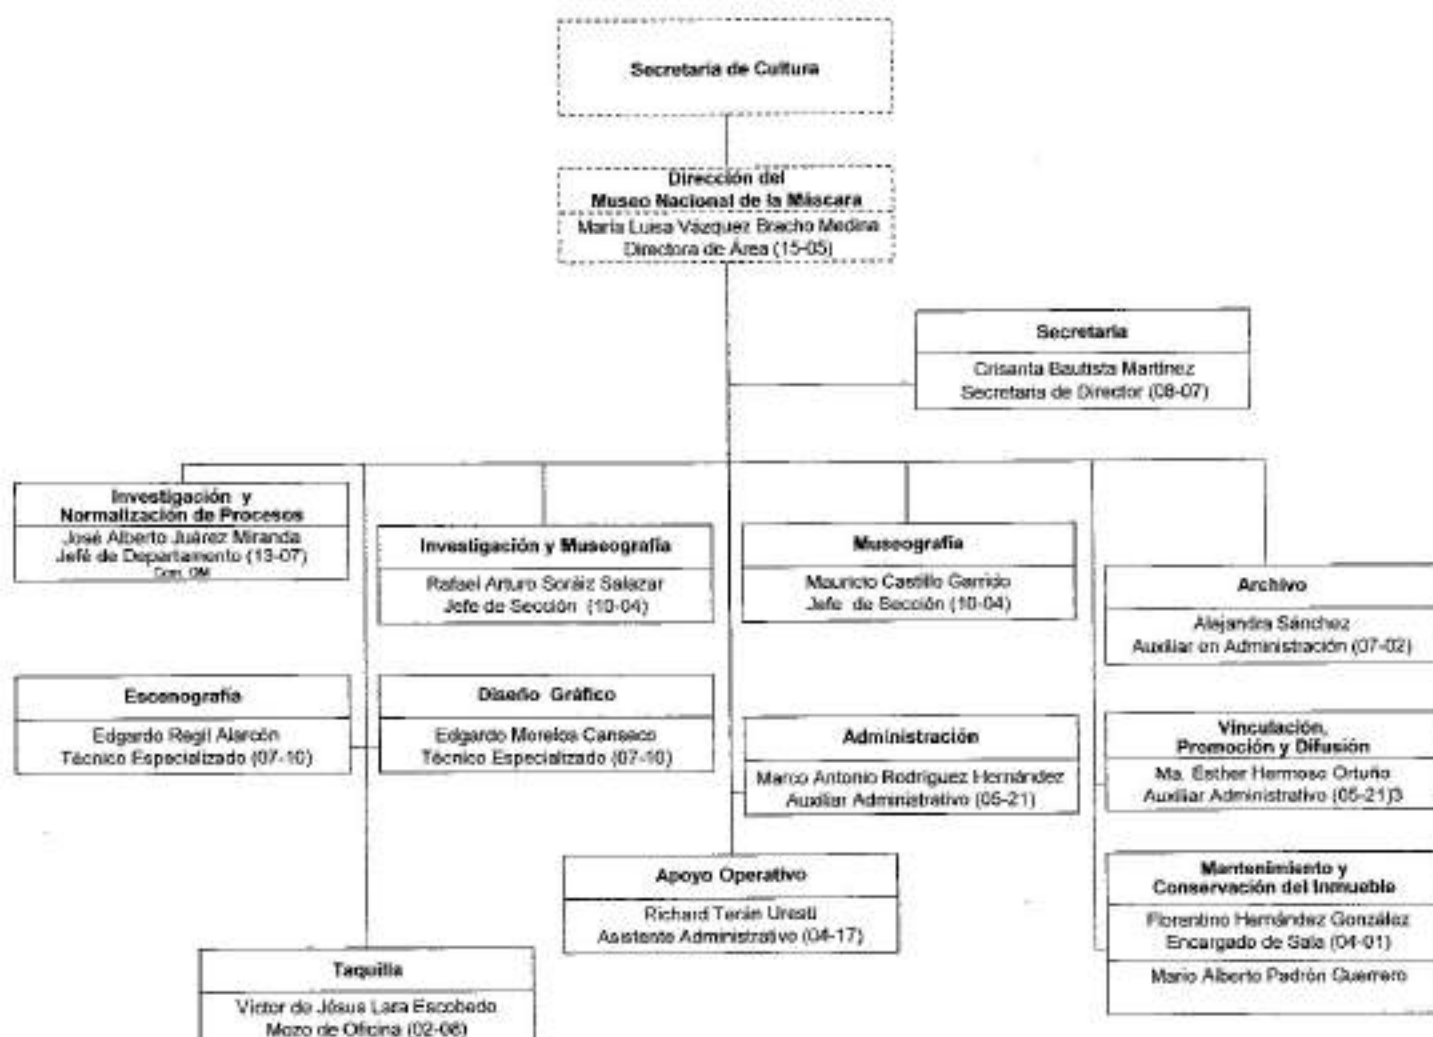 Secretaría de Cultura
Dirección del
Museo Nacional de la Máscara
María Luisa Vázquez Bracho Medina
Directora de Área (15-05)
Secretaria
Crisanta Bautista Martínez
Secretaria de Director (08-07)
Investigación y
Normalización de Procesos
José Alberto Juárez Miranda
Jefé de Departamento (13-07)
Com. OM
Investigación y Museografía
Rafael Arturo Soráiz Salazar
Jefe de Sección (10-04)
Museografía
Mauricio Castillo Garrido
Jefe de Sección (10-04)
Archivo
Alejandra Sánchez
Auxiliar en Administración (07-02)
Escenografía
Edgardo Regil Alarcón
Técnico Especializado (07-10)
Diseño Gráfico
Edgardo Morelos Canseco
Técnico Especializado (07-10)
Administración
Marco Antonio Rodríguez Hernández
Auxiliar Administrativo (05-21)
Vinculación,
Promoción y Difusión
Ma. Esther Hermoso Ortuño
Auxiliar Administrativo (05-21)3
Apoyo Operativo
Richard Terán Uresti
Asistente Administrativo (04-17)
Mantenimiento y
Conservación del Inmueble
Florentino Hernández González
Encargado de Sala (04-01)
Mario Alberto Padrón Guerrero
Taquilla
Víctor de Jésus Lara Escobedo
Mozo de Oficina (02-06)